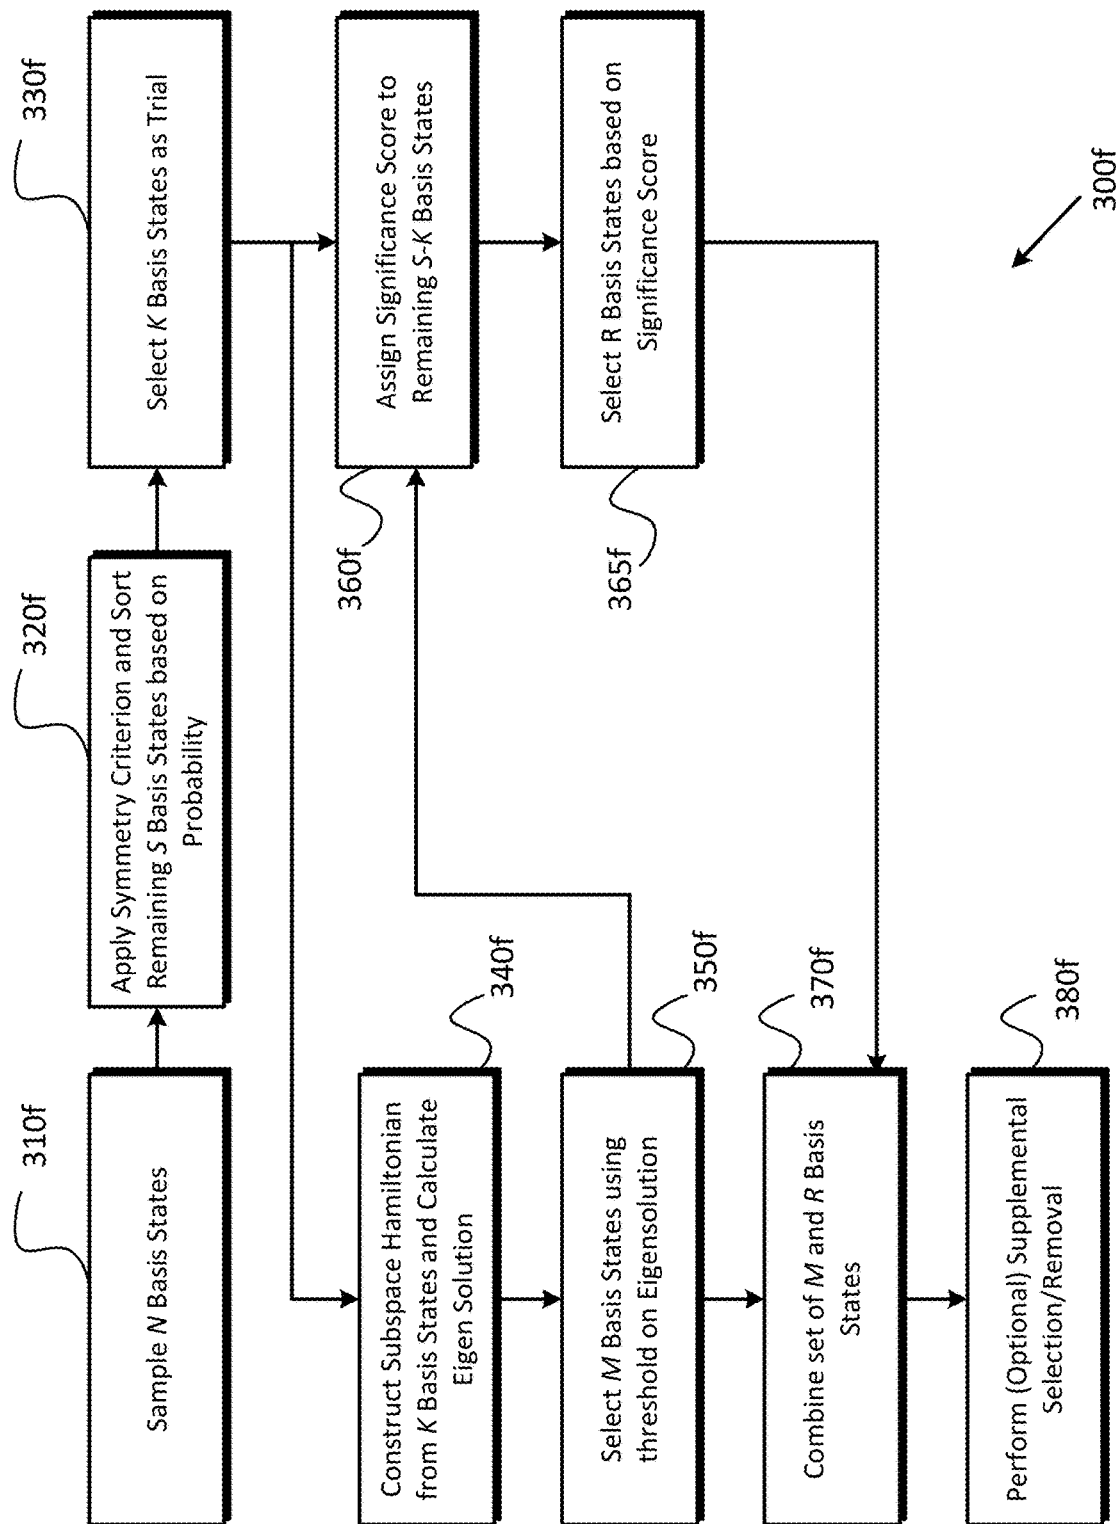 310f
Sample N Basis States
320f
Apply Symmetry Criterion and Sort
Remaining S Basis States based on
Probability
330f
Select K Basis States as Trial
340f
Construct Subspace Hamiltonian
from K Basis States and Calculate
Eigen Solution
350f
Select M Basis States using
threshold on Eigensolution
360f
Assign Significance Score to
Remaining S-K Basis States
365f
Select R Basis States based on
Significance Score
370f
Combine set of M and R Basis
States
380f
Perform (Optional) Supplemental
Selection/Removal
300f